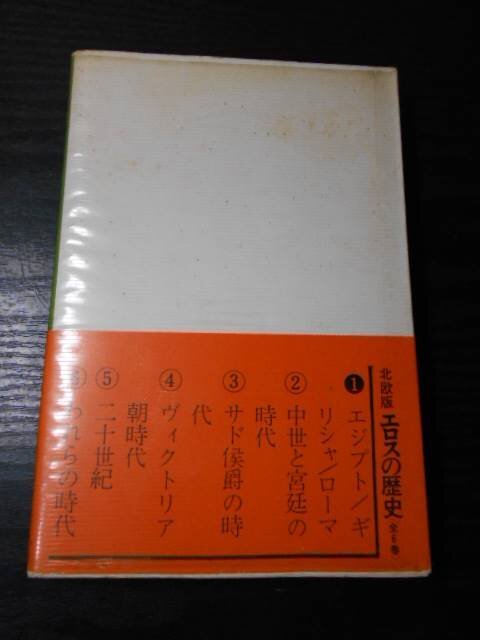 北欧版 エロスの歴史 全6巻
❶ エジプト/ギ
リシャ/ローマ
② 中世と宮廷の
時代
③ サド侯爵の時
代
④ ヴィクトリア
朝時代
⑤ 二十世紀
⑥ われらの時代